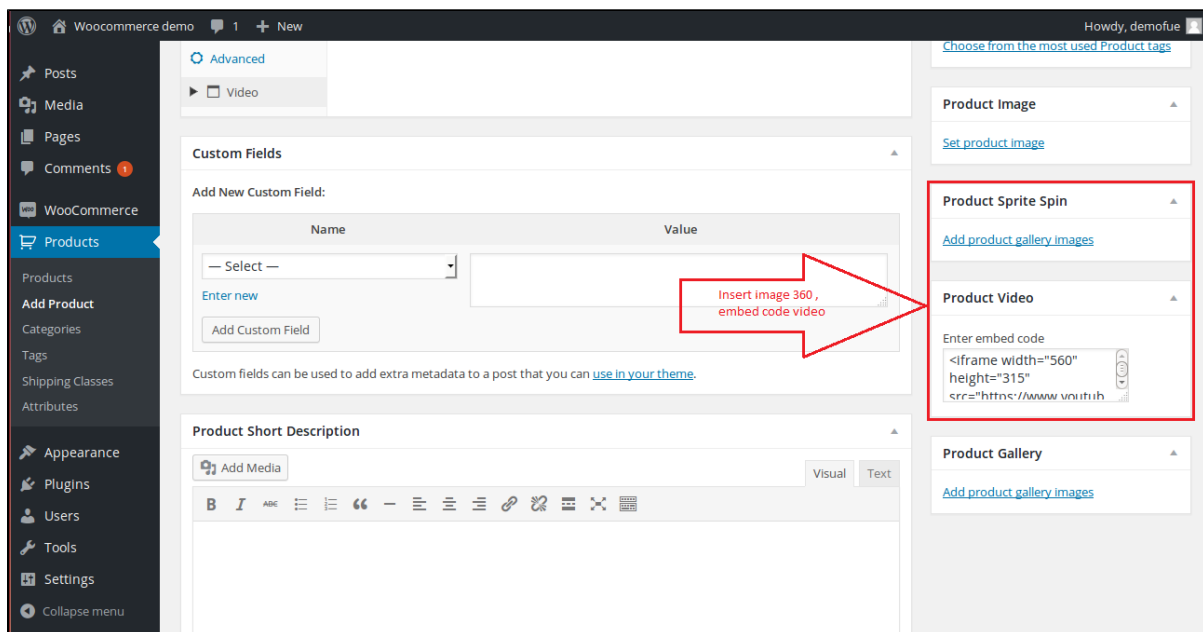 Woocommerce demo
1
New
Howdy, demofue
Posts
Media
Pages
Comments 1
WooCommerce
Products
Products
Add Product
Categories
Tags
Shipping Classes
Attributes
Appearance
Plugins
Users
Tools
Settings
Collapse menu
Advanced
Video
Custom Fields
Add New Custom Field:
Name
Value
— Select —
Enter new
Add Custom Field
Custom fields can be used to add extra metadata to a post that you can use in your theme.
Insert image 360 ,
embed code video
Product Short Description
Add Media
Visual
Text
B I ABC
Choose from the most used Product tags
Product Image
Set product image
Product Sprite Spin
Add product gallery images
Product Video
Enter embed code
<iframe width="560"
height="315"
src="https://www.youtub
Product Gallery
Add product gallery images